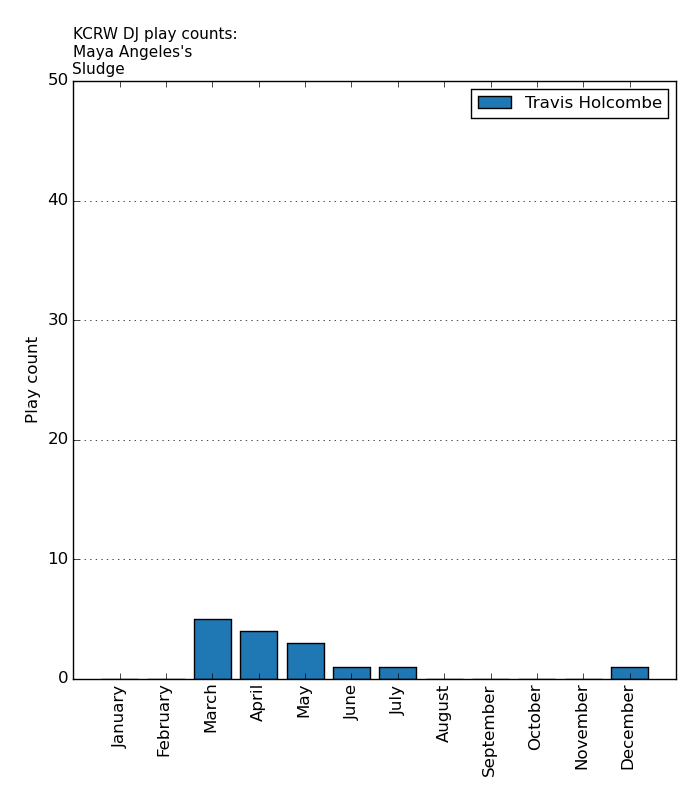 KCRW DJ play counts:
Maya Angeles's
Sludge
Travis Holcombe
50
40
30
20
10
0
Play count
January
February
March
April
May
June
July
August
September
October
November
December